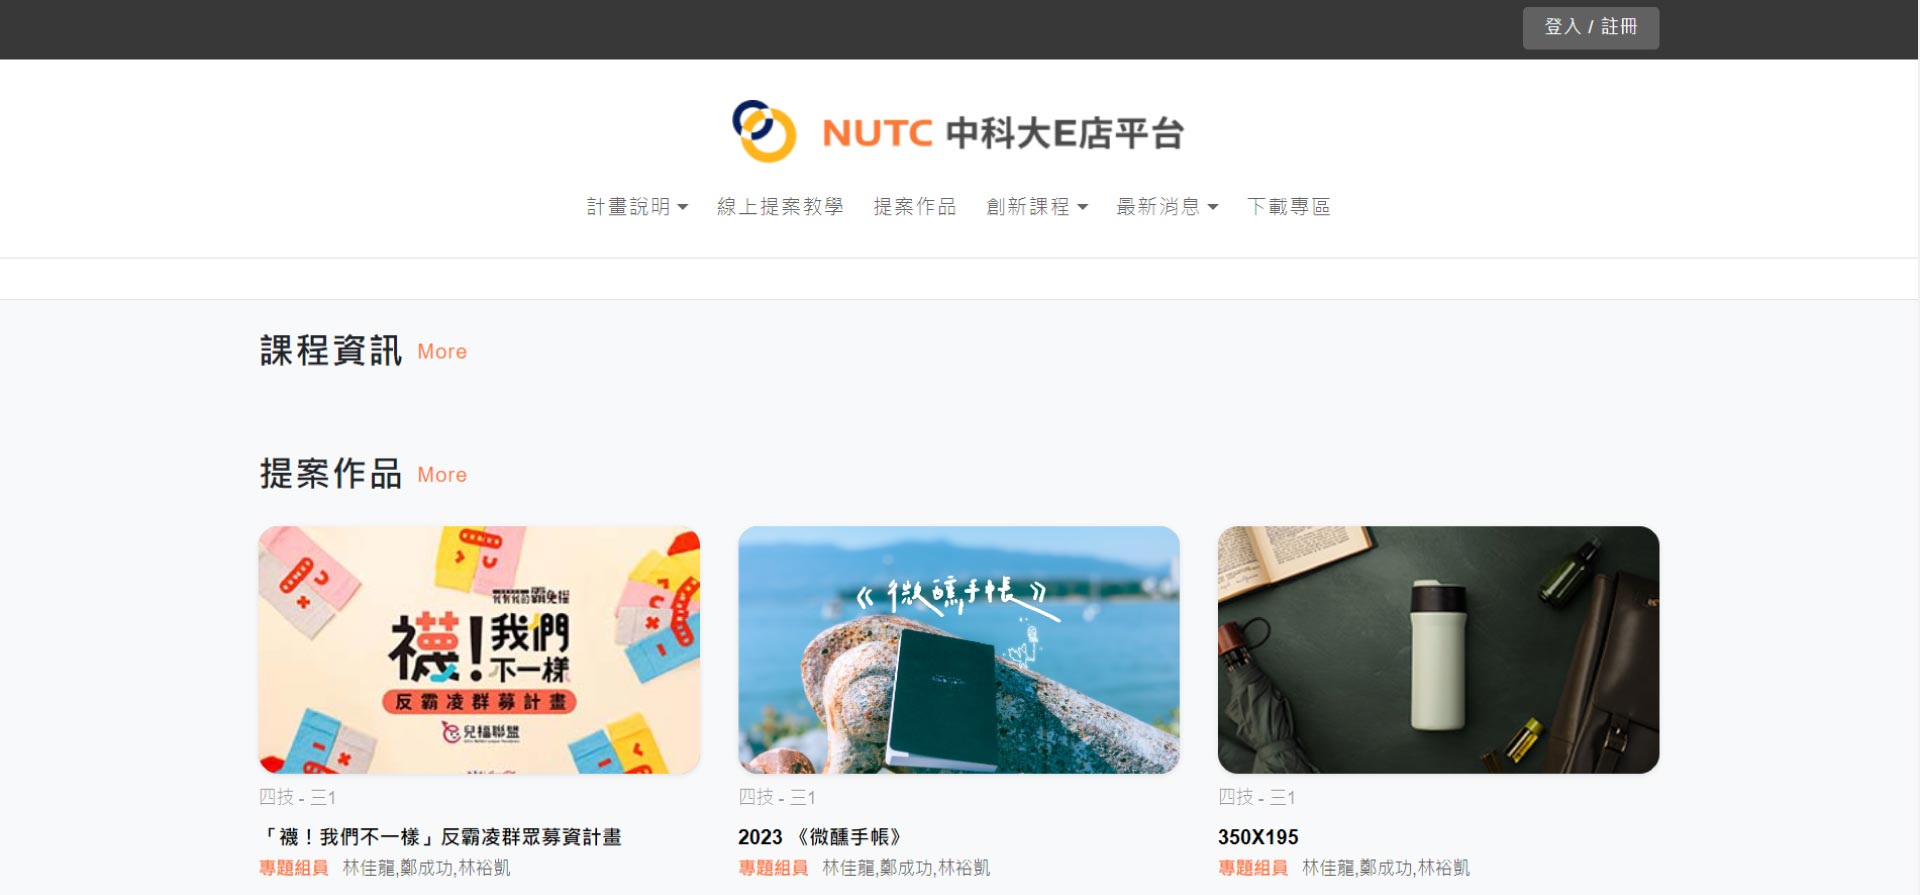 登入 / 註冊
NUTC 中科大E店平台
計畫說明 線上提案教學 提案作品 創新課程 最新消息 下載專區
課程資訊 More
提案作品 More
襪!我們
不一樣
反霸凌群募計畫
兒福聯盟
《微醺手帳》
四技 - 三1
「襪！我們不一樣」反霸凌群眾募資計畫
專題組員 林佳龍,鄭成功,林裕凱
四技 - 三1
2023 《微醺手帳》
專題組員 林佳龍,鄭成功,林裕凱
四技 - 三1
350X195
專題組員 林佳龍,鄭成功,林裕凱